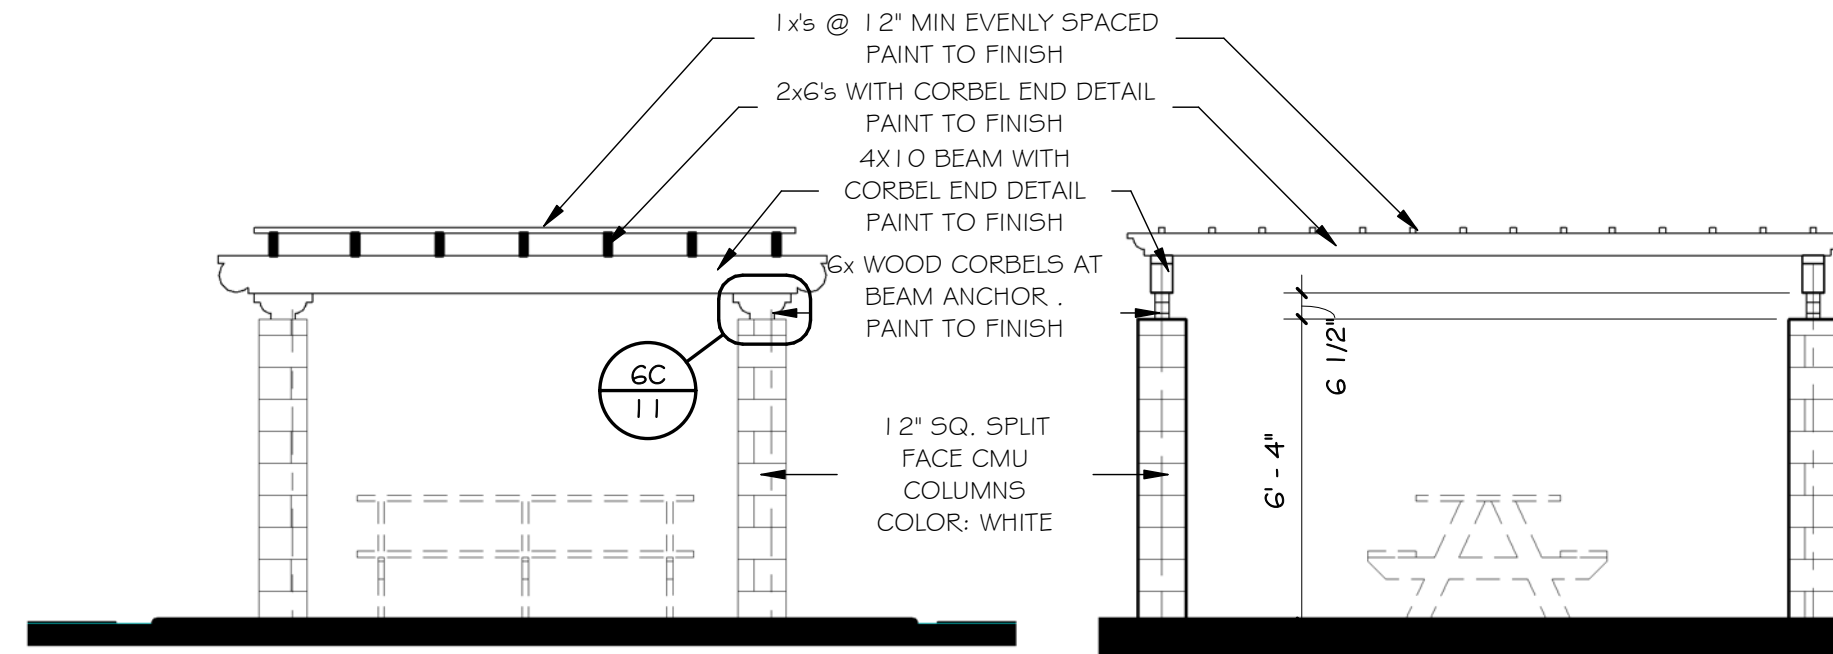 1x's @ 12" MIN EVENLY SPACED
PAINT TO FINISH
2x6's WITH CORBEL END DETAIL
PAINT TO FINISH
4X10 BEAM WITH
CORBEL END DETAIL
PAINT TO FINISH
6x WOOD CORBELS AT
BEAM ANCHOR .
PAINT TO FINISH
6C
11
6 1/2"
12" SQ. SPLIT
FACE CMU
COLUMNS
COLOR: WHITE
6' - 4"